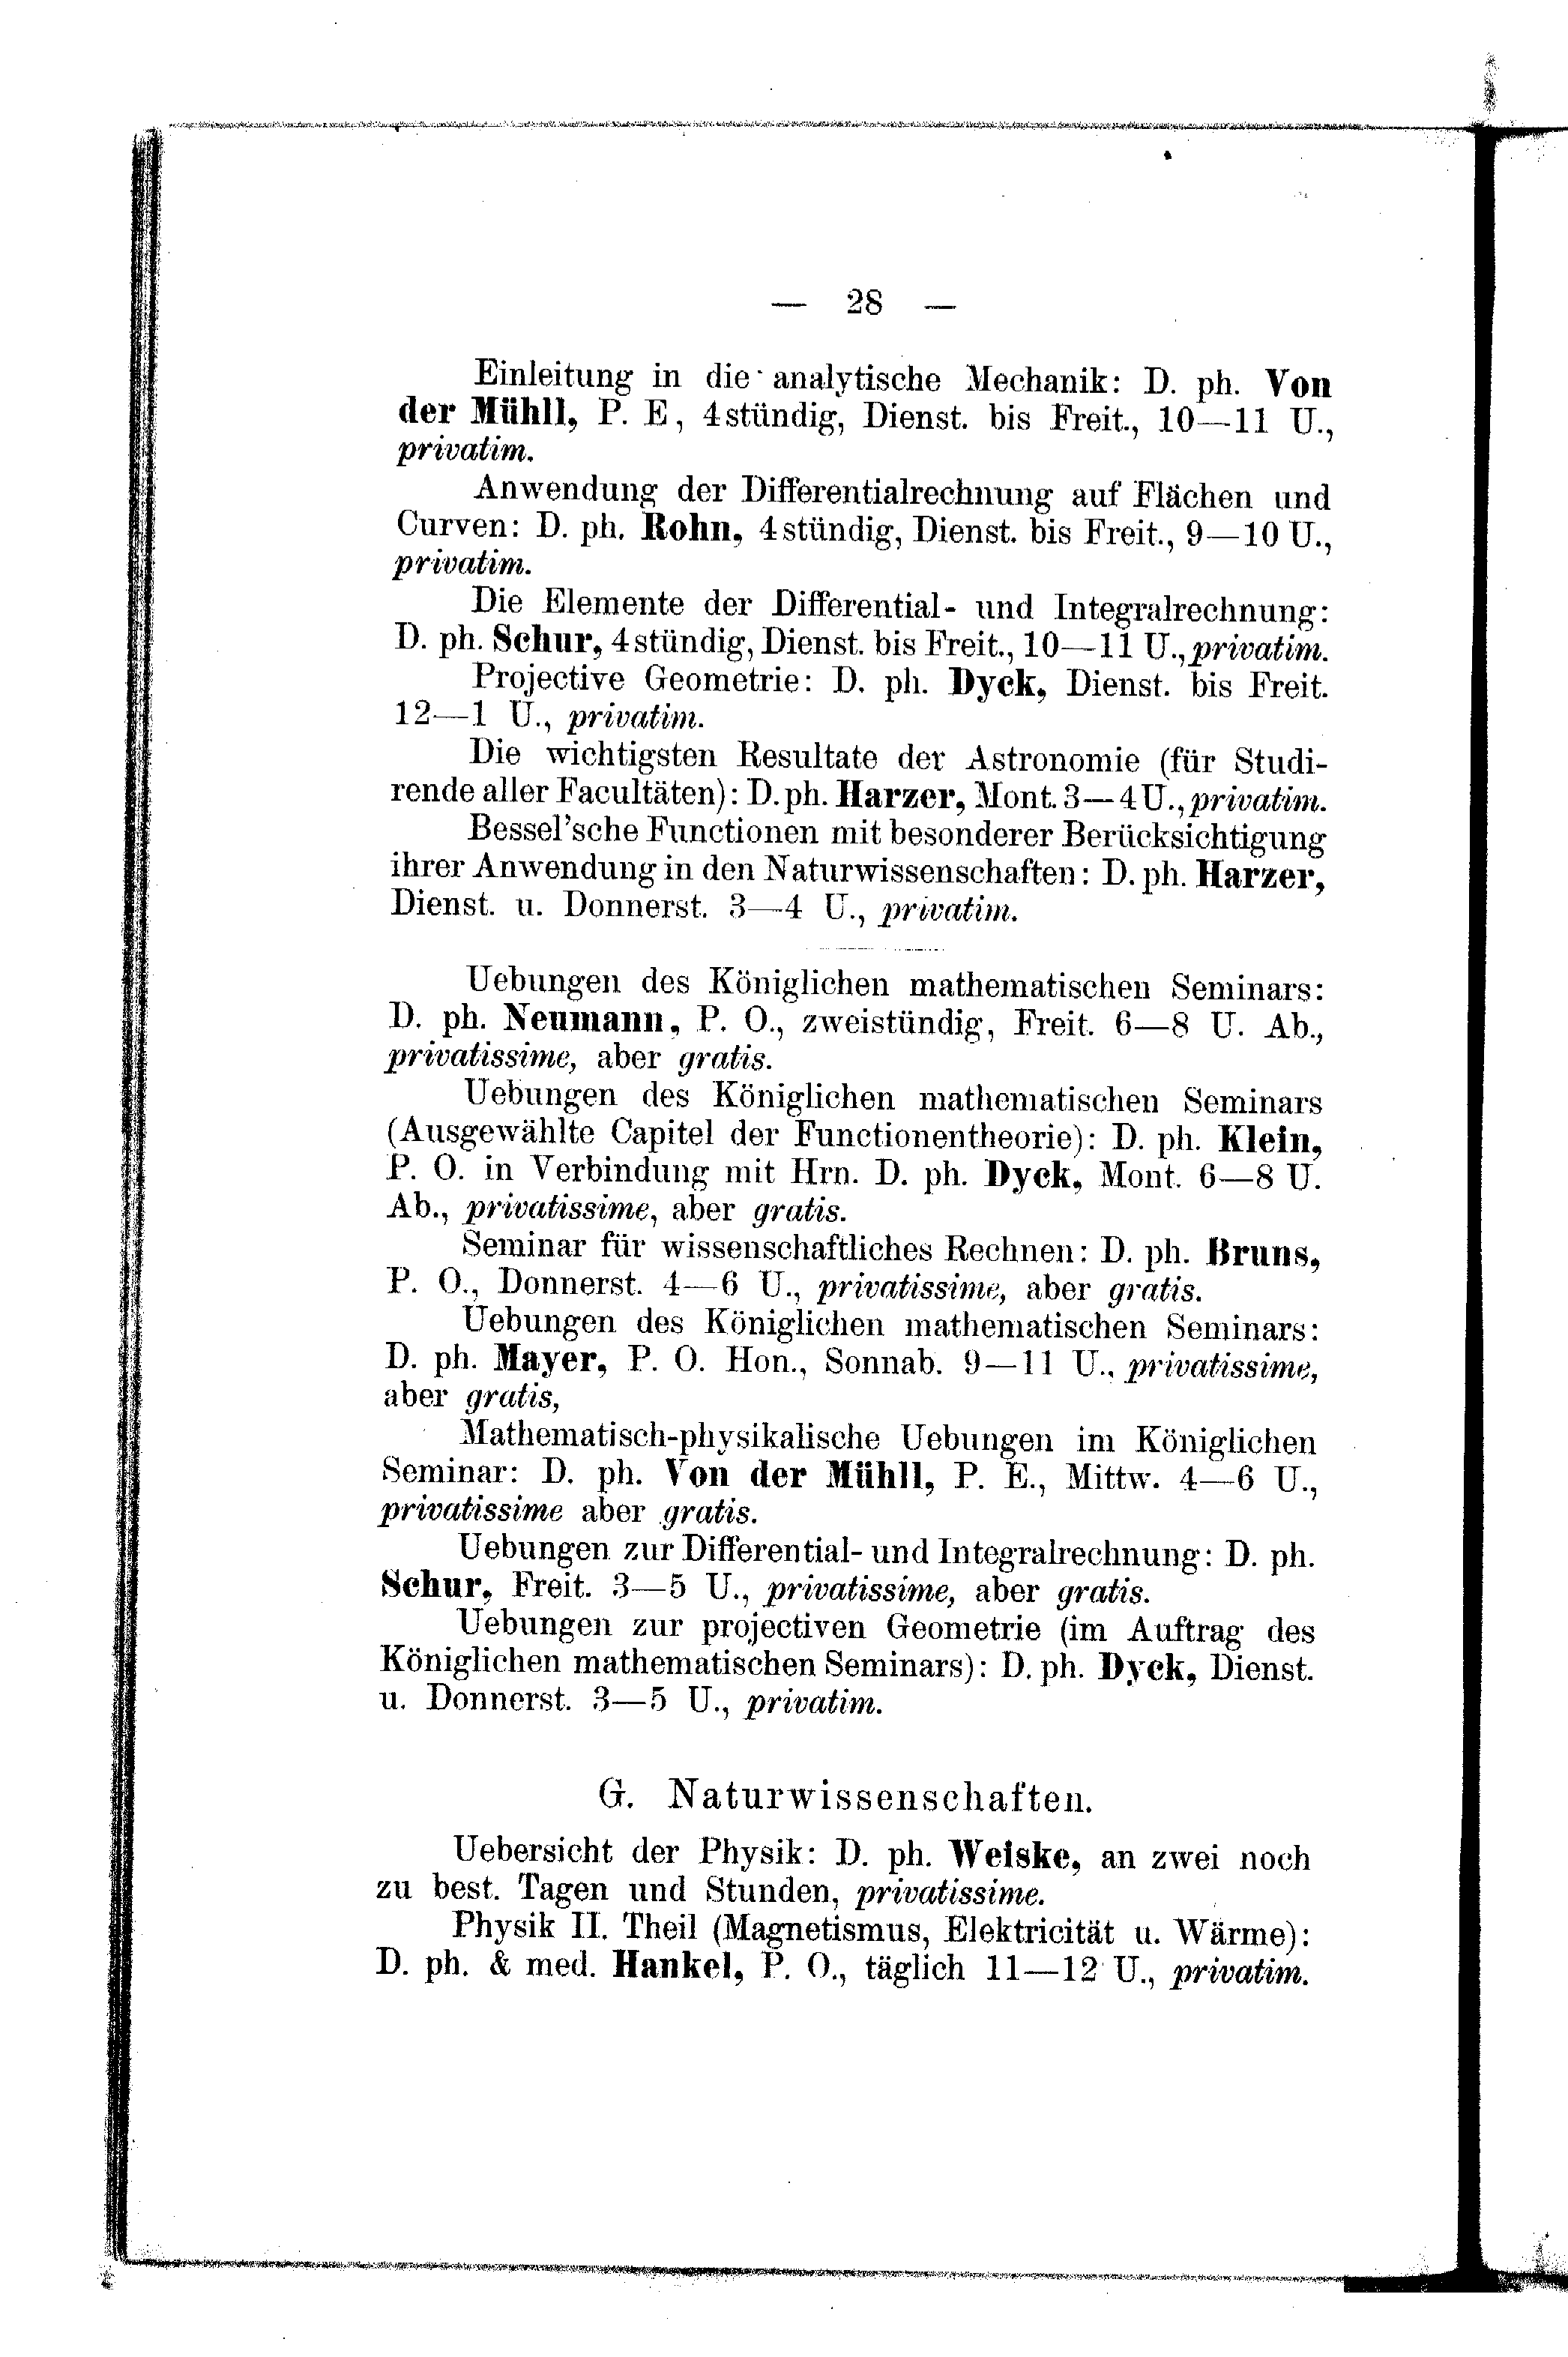 — 28 —
Einleitung in die analytische Mechanik: D. ph. Von
der Mühll, P. E, 4stündig, Dienst. bis Freit., 10—11 U.,
privatim.
Anwendung der Differentialrechnung auf Flächen und
Curven: D. ph. Rohn, 4stündig, Dienst. bis Freit., 9—10 U.,
privatim.
Die Elemente der Differential- und Integralrechnung:
D. ph. Schur, 4stündig, Dienst. bis Freit., 10—11 U., privatim.
Projective Geometrie: D. ph. Dyck, Dienst. bis Freit.
12—1 U., privatim.
Die wichtigsten Resultate der Astronomie (für Studi-
rende aller Facultäten): D. ph. Harzer, Mont. 3—4 U., privatim.
Bessel'sche Functionen mit besonderer Berücksichtigung
ihrer Anwendung in den Naturwissenschaften: D. ph. Harzer,
Dienst. u. Donnerst. 3—4 U., privatim.
Uebungen des Königlichen mathematischen Seminars:
D. ph. Neumann, P. O., zweistündig, Freit. 6—8 U. Ab.,
privatissime, aber gratis.
Uebungen des Königlichen mathematischen Seminars
(Ausgewählte Capitel der Functionentheorie): D. ph. Klein,
P. O. in Verbindung mit Hrn. D. ph. Dyck, Mont. 6—8 U.
Ab., privatissime, aber gratis.
Seminar für wissenschaftliches Rechnen: D. ph. Bruns,
P. O., Donnerst. 4—6 U., privatissime, aber gratis.
Uebungen des Königlichen mathematischen Seminars:
D. ph. Mayer, P. O. Hon., Sonnab. 9—11 U., privatissime,
aber gratis,
Mathematisch-physikalische Uebungen im Königlichen
Seminar: D. ph. Von der Mühll, P. E., Mittw. 4—6 U.,
privatissime aber gratis.
Uebungen zur Differential- und Integralrechnung: D. ph.
Schur, Freit. 3—5 U., privatissime, aber gratis.
Uebungen zur projectiven Geometrie (im Auftrag des
Königlichen mathematischen Seminars): D. ph. Dyck, Dienst.
u. Donnerst. 3—5 U., privatim.
G. Naturwissenschaften.
Uebersicht der Physik: D. ph. Weiske, an zwei noch
zu best. Tagen und Stunden, privatissime.
Physik II. Theil (Magnetismus, Elektricität u. Wärme):
D. ph. & med. Hankel, P. O., täglich 11—12 U., privatim.